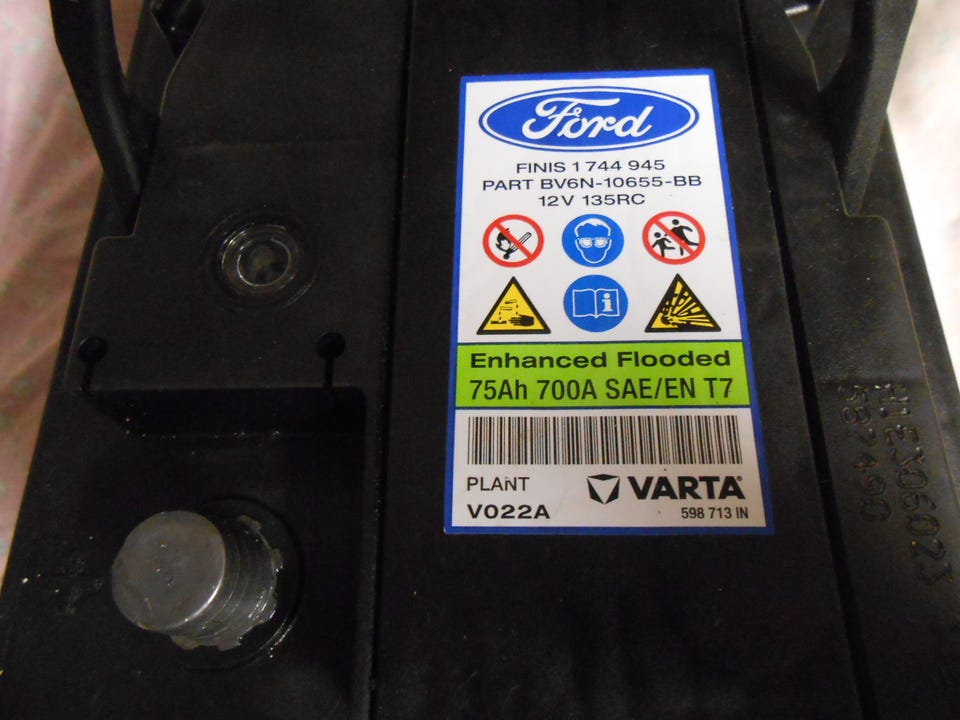 Ford
FINIS 1 744 945
PART BV6N-10655-BB
12V 135RC
Enhanced Flooded
75Ah 700A SAE/EN T7
PLANT
V022A
VARTA
598 713 IN